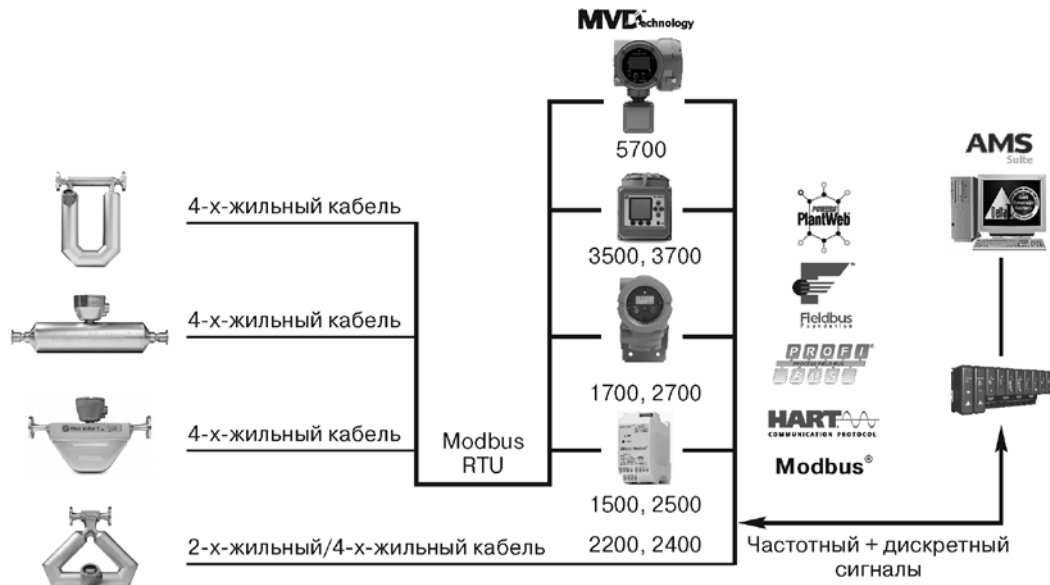 MVD Technology
5700
AMS
Suite
4-х-жильный кабель
POWERED
PlantWeb
3500, 3700
4-х-жильный кабель
Fieldbus
Foundation
PROFI
BUS
1700, 2700
4-х-жильный кабель
Modbus
RTU
HART
COMMUNICATION PROTOCOL
Modbus®
1500, 2500
2-х-жильный/4-х-жильный кабель
2200, 2400
Частотный + дискретный
сигналы